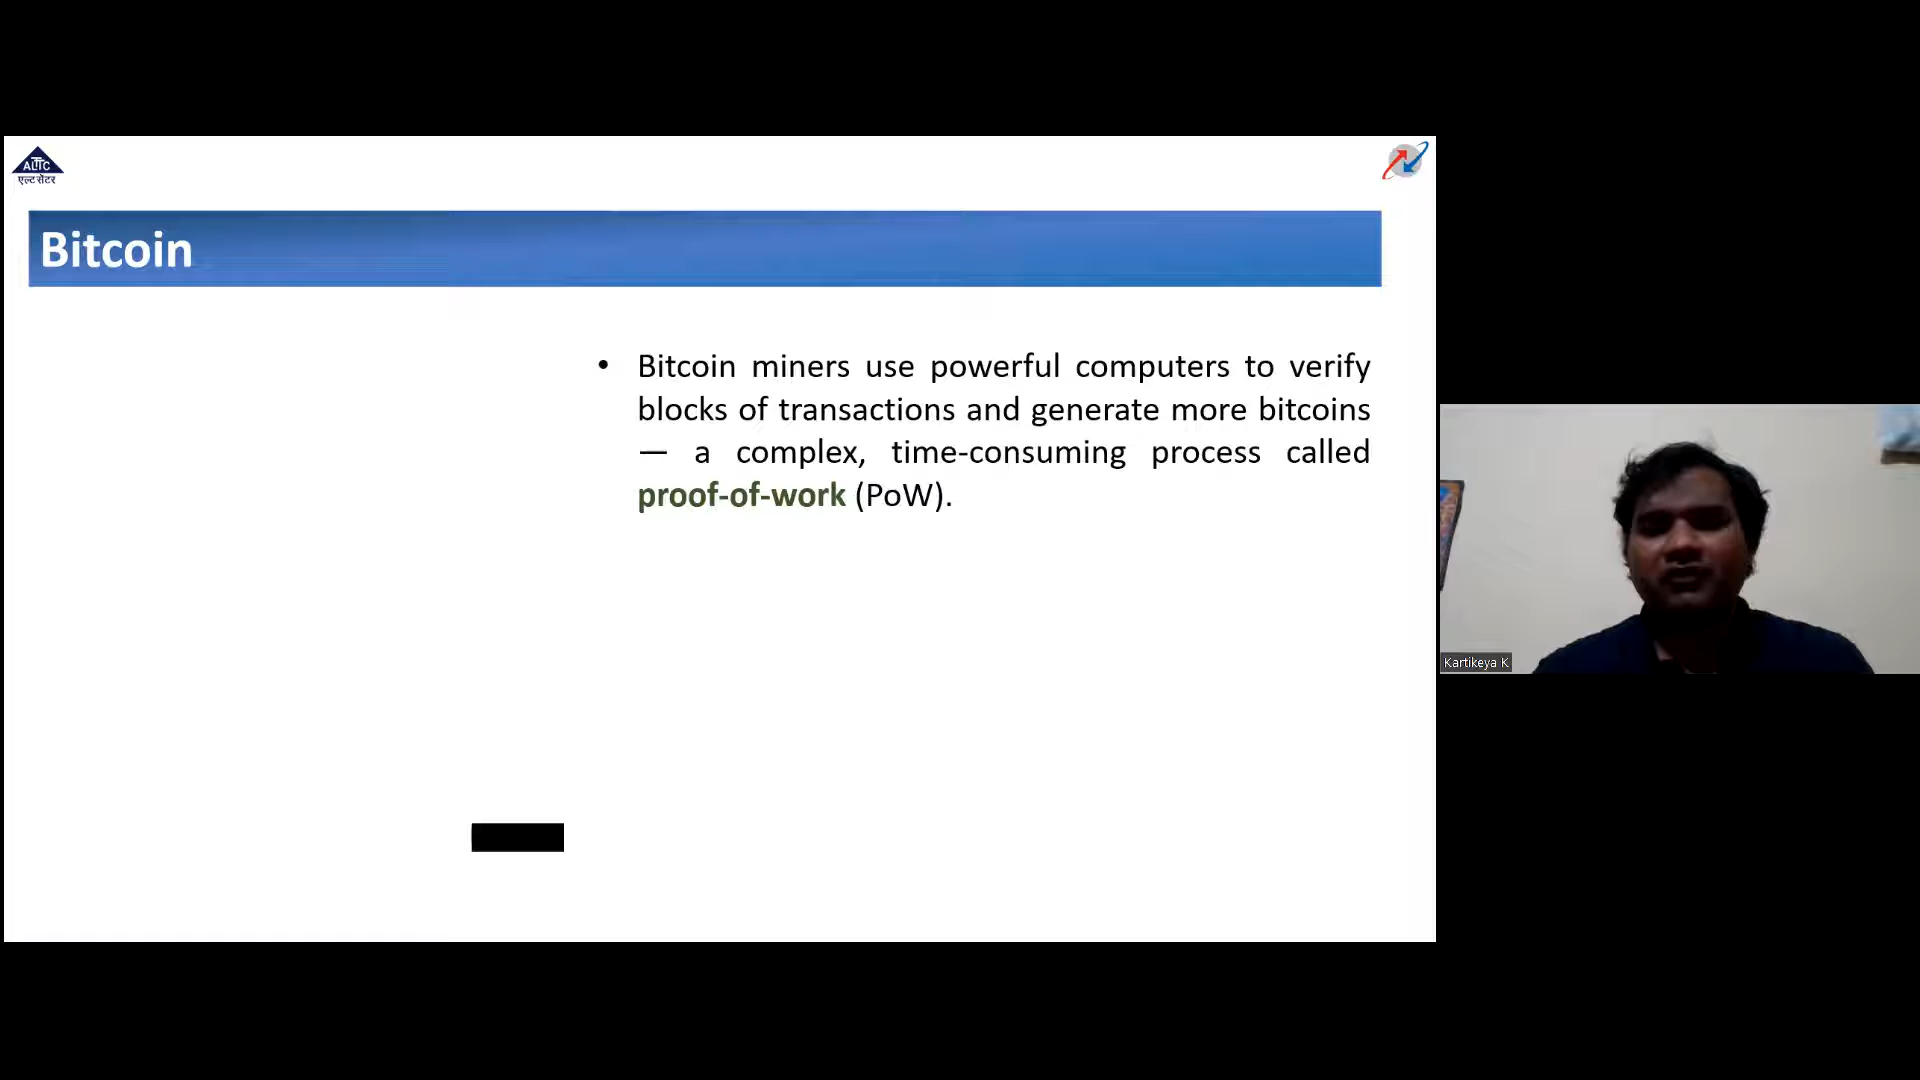 ALTTC
एल्ट सेंटर
Bitcoin
• Bitcoin miners use powerful computers to verify
blocks of transactions and generate more bitcoins
— a complex, time-consuming process called
proof-of-work (PoW).
Kartikeya K